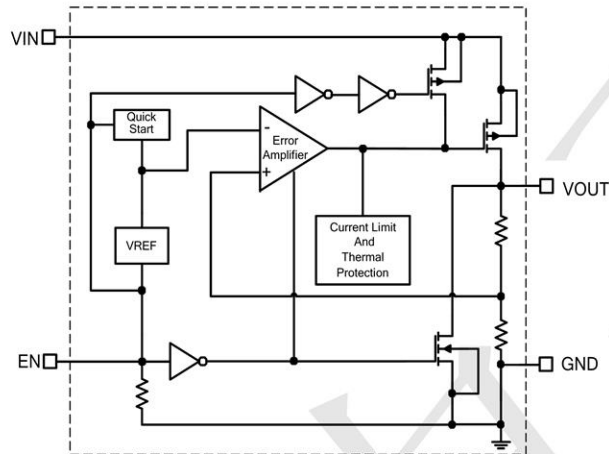 VIN
Quick
Start
-
Error
Amplifier
+
VREF
Current Limit
And
Thermal
Protection
VOUT
EN
GND